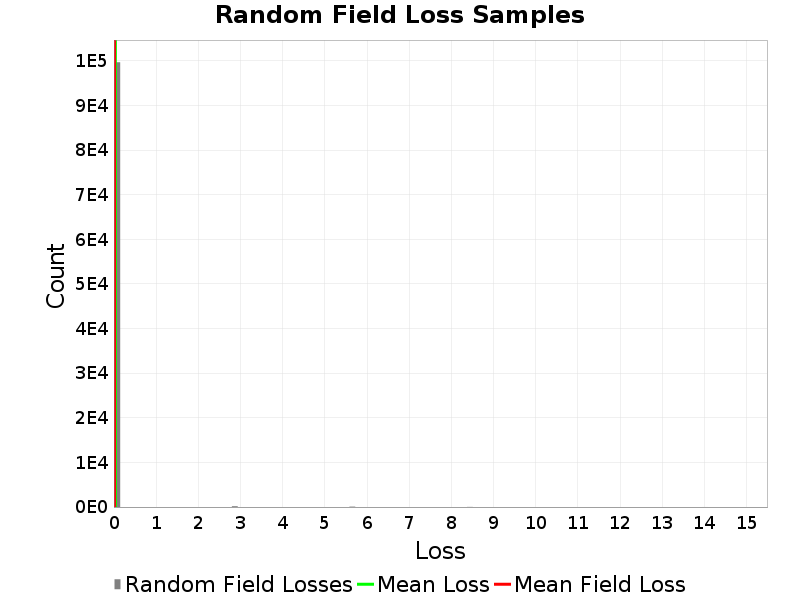 Random Field Loss Samples
1E5
9E4
8E4
7E4
6E4
5E4
4E4
3E4
2E4
1E4
0E0
Count
0 1 2 3 4 5 6 7 8 9 10 11 12 13 14 15
Loss
Random Field Losses Mean Loss Mean Field Loss